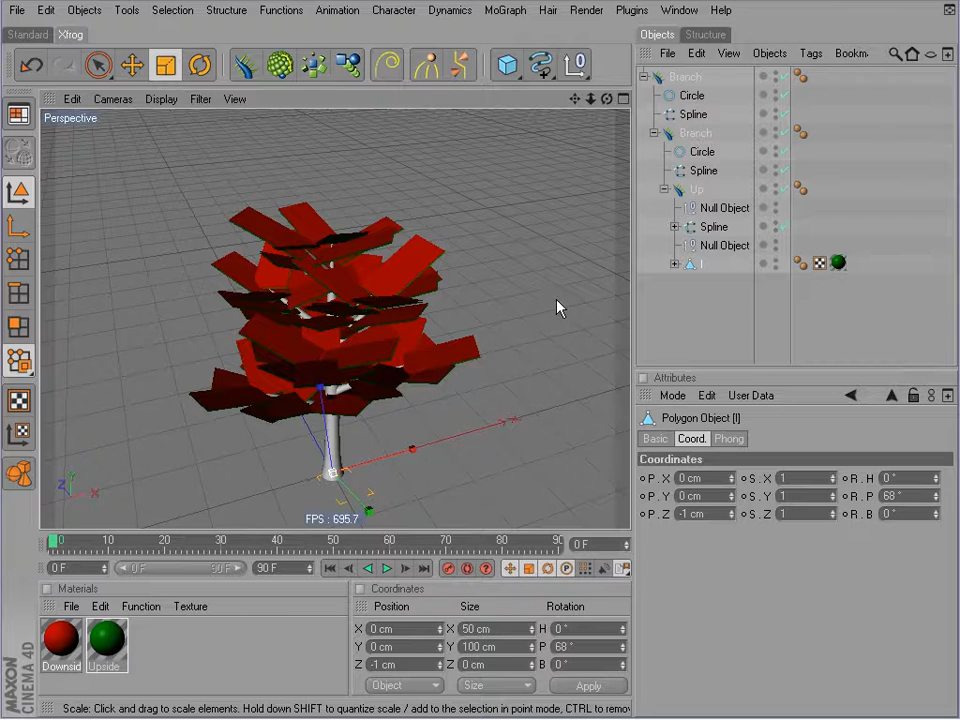 File Edit Objects Tools Selection Structure Functions Animation Character Dynamics MoGraph Hair Render Plugins Window Help
Standard Xfrog
Objects Structure
File Edit View Objects Tags Bookm
Edit Cameras Display Filter View
Perspective
Branch
Circle
Spline
Branch
Circle
Spline
Up
Null Object
Spline
Null Object
I
Attributes
Mode Edit User Data
Polygon Object [I]
Basic Coord. Phong
Coordinates
P . X 0 cm S . X 1 R . H 0 °
P . Y 0 cm S . Y 1 R . P 68 °
P . Z -1 cm S . Z 1 R . B 0 °
X
Y
Z X
FPS : 695.7
0 10 20 30 40 50 60 70 80 90 0 F
0 F 0 F 90 F 90 F
Materials
File Edit Function Texture
Downsid Upside
Coordinates
Position Size Rotation
X 0 cm X 50 cm H 0 °
Y 0 cm Y 100 cm P 68 °
Z -1 cm Z 0 cm B 0 °
Object Size Apply
MAXON CINEMA 4D
Scale: Click and drag to scale elements. Hold down SHIFT to quantize scale / add to the selection in point mode, CTRL to remov